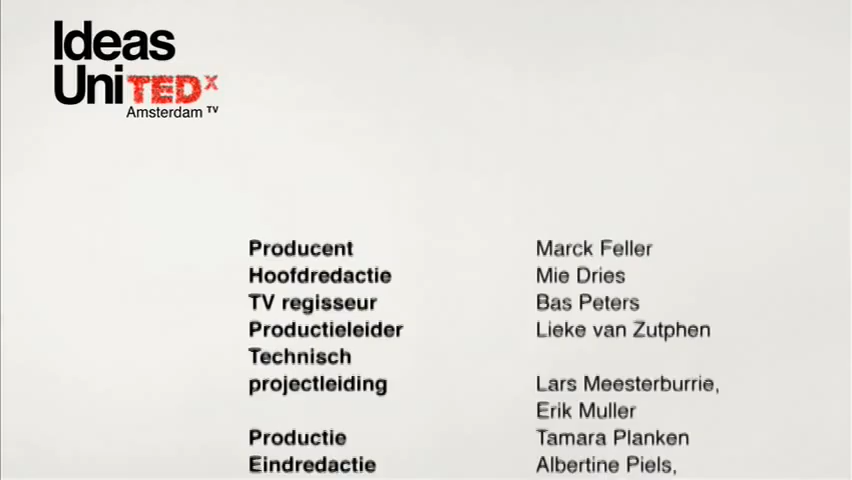 Ideas
UniTEDx
Amsterdam TV
Producent Marck Feller
Hoofdredactie Mie Dries
TV regisseur Bas Peters
Productieleider Lieke van Zutphen
Technisch
projectleiding Lars Meesterburrie,
Erik Muller
Productie Tamara Planken
Eindredactie Albertine Piels,